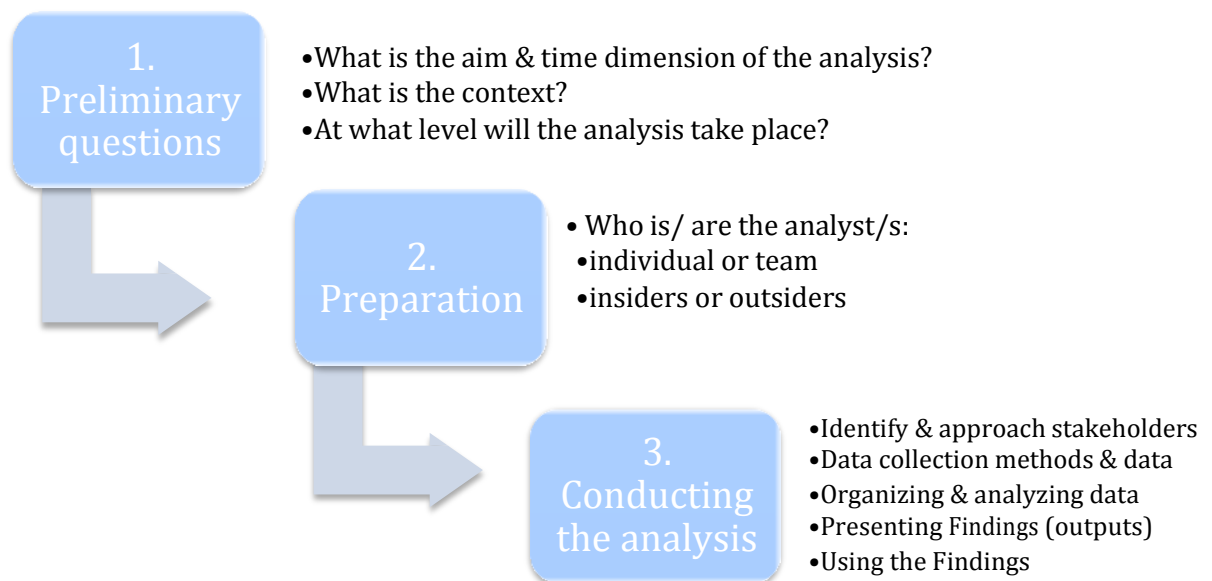 1.
Preliminary
questions
•What is the aim & time dimension of the analysis?
•What is the context?
•At what level will the analysis take place?
2.
Preparation
• Who is/ are the analyst/s:
•individual or team
•insiders or outsiders
3.
Conducting
the analysis
•Identify & approach stakeholders
•Data collection methods & data
•Organizing & analyzing data
•Presenting Findings (outputs)
•Using the Findings